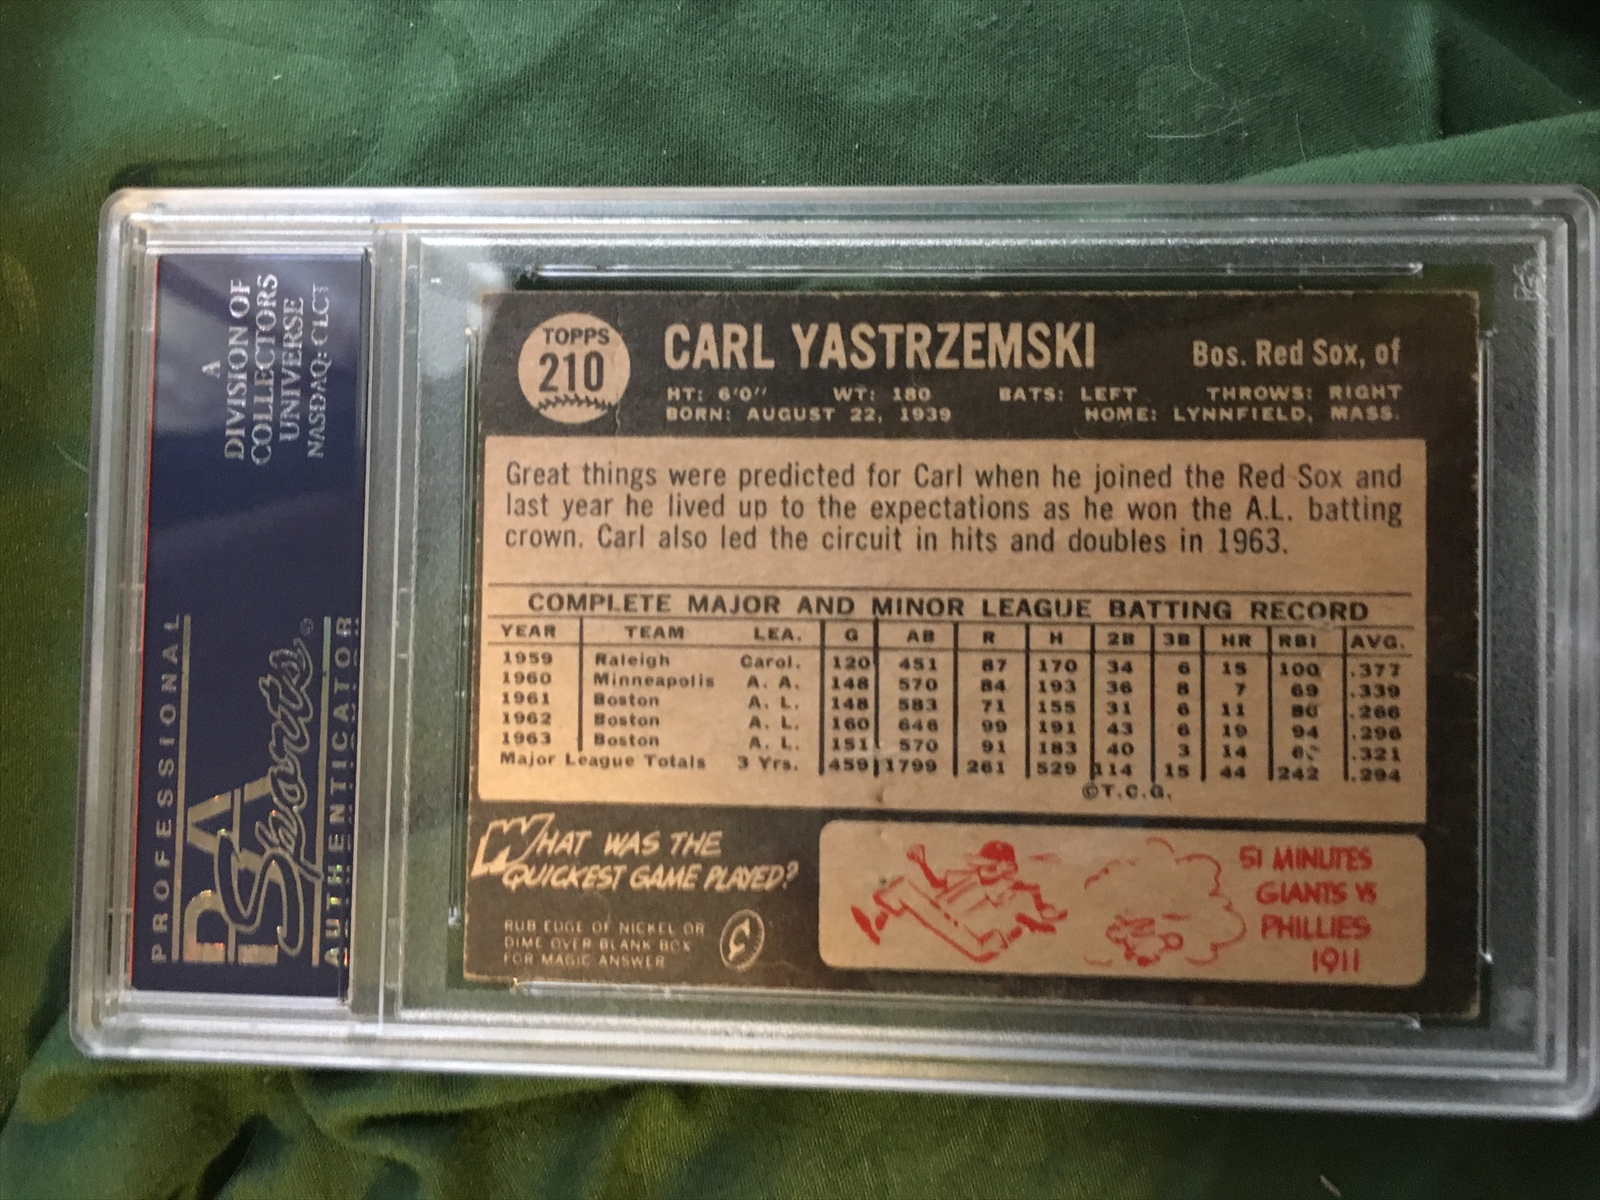 A
DIVISION OF
COLLECTORS
UNIVERSE
NASDAQ: CLCT
PROFESSIONAL
PSA
Sports
AUTHENTICATOR
TOPPS
210
CARL YASTRZEMSKI
Bos. Red Sox, of
HT: 6'0" WT: 180 BATS: LEFT THROWS: RIGHT
BORN: AUGUST 22, 1939 HOME: LYNNFIELD, MASS.
Great things were predicted for Carl when he joined the Red Sox and
last year he lived up to the expectations as he won the A.L. batting
crown. Carl also led the circuit in hits and doubles in 1963.
COMPLETE MAJOR AND MINOR LEAGUE BATTING RECORD
YEAR TEAM LEA. G AB R H 2B 3B HR RBI AVG.
1959 Raleigh Carol. 120 451 87 170 34 6 15 100 .377
1960 Minneapolis A. A. 148 570 84 193 36 8 7 69 .339
1961 Boston A. L. 148 583 71 155 31 6 11 80 .266
1962 Boston A. L. 160 646 99 191 43 6 19 94 .296
1963 Boston A. L. 151 570 91 183 40 3 14 .321
Major League Totals 3 Yrs. 459 1799 261 529 114 15 44 242 .294
©T.C.G.
WHAT WAS THE
QUICKEST GAME PLAYED?
RUB EDGE OF NICKEL OR
DIME OVER BLANK BOX
FOR MAGIC ANSWER
51 MINUTES
GIANTS VS
PHILLIES
1911